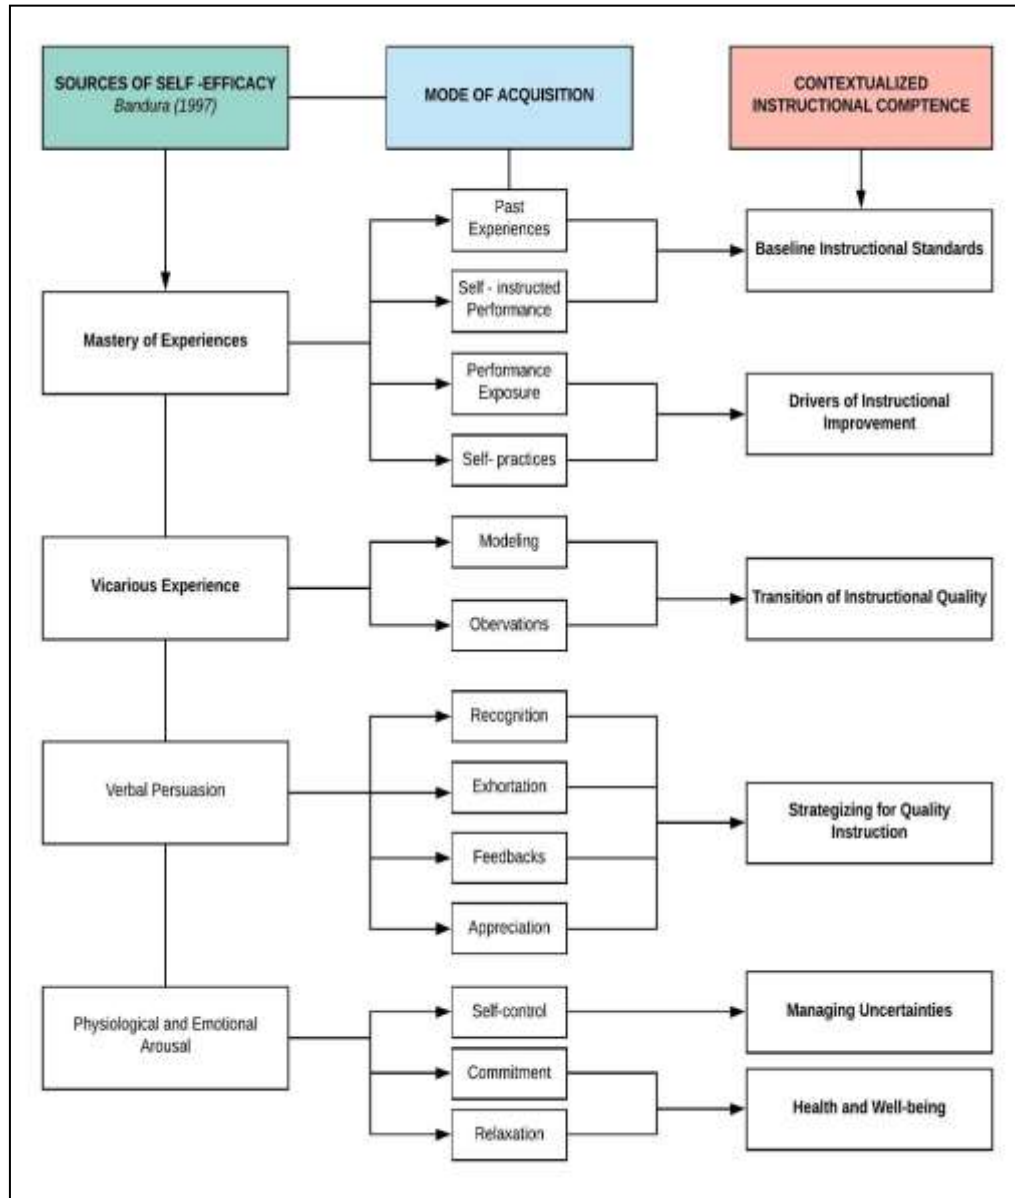 SOURCES OF SELF -EFFICACY
Bandura (1997)
MODE OF ACQUISITION
CONTEXTUALIZED
INSTRUCTIONAL COMPTENCE
Past
Experiences
Baseline Instructional Standards
Self - instructed
Performance
Mastery of Experiences
Performance
Exposure
Drivers of Instructional
Improvement
Self- practices
Modeling
Vicarious Experience
Transition of Instructional Quality
Obervations
Recognition
Verbal Persuasion
Exhortation
Strategizing for Quality
Instruction
Feedbacks
Appreciation
Self-control
Managing Uncertainties
Physiological and Emotional
Arousal
Commitment
Health and Well-being
Relaxation